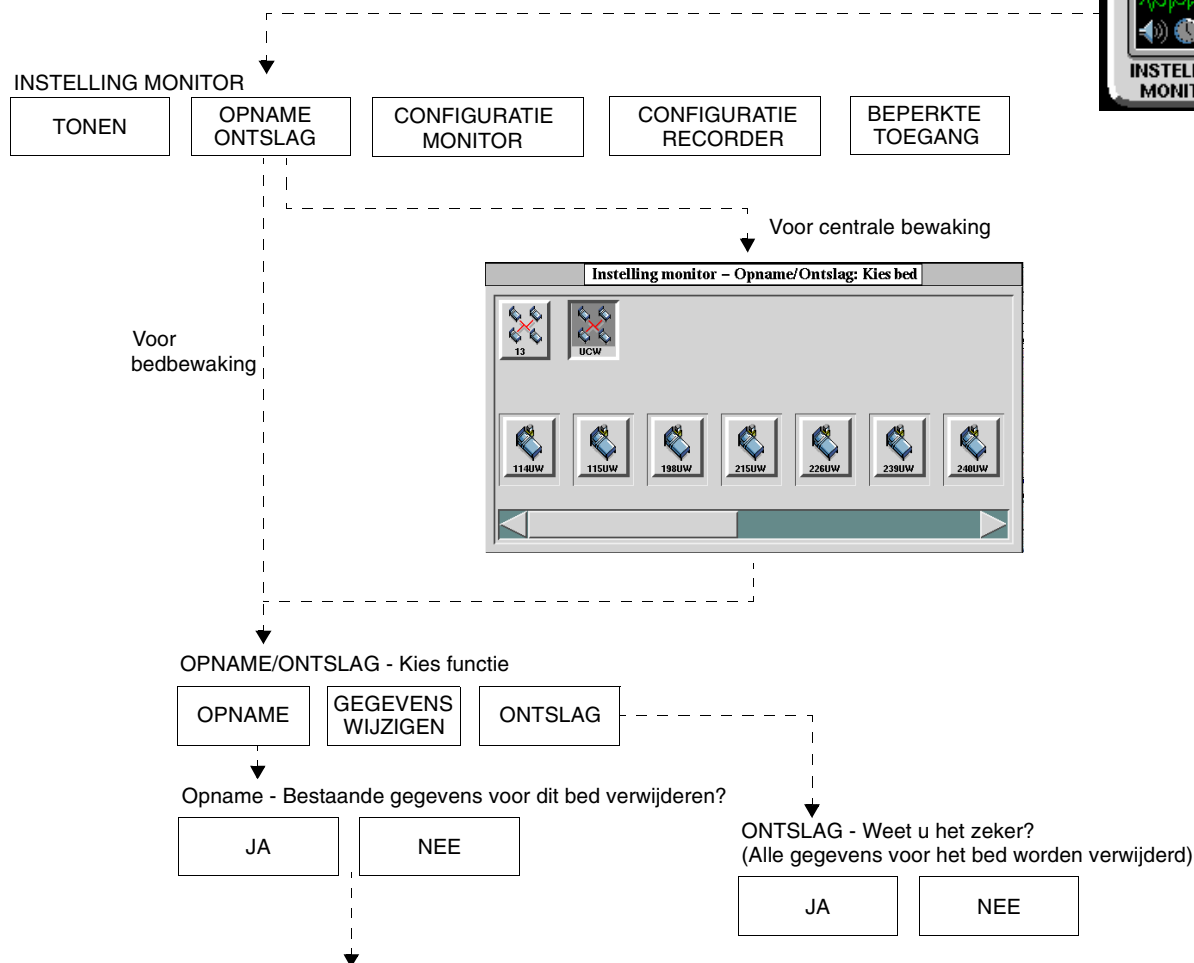 INSTELLING MONITOR
TONEN
OPNAME
ONTSLAG
CONFIGURATIE
MONITOR
CONFIGURATIE
RECORDER
BEPERKTE
TOEGANG
Voor centrale bewaking
Instelling monitor – Opname/Ontslag: Kies bed
13
UCW
Voor
bedbewaking
114UW
115UW
198UW
215UW
226UW
239UW
240UW
OPNAME/ONTSLAG - Kies functie
OPNAME
GEGEVENS
WIJZIGEN
ONTSLAG
Opname - Bestaande gegevens voor dit bed verwijderen?
JA
NEE
ONTSLAG - Weet u het zeker?
(Alle gegevens voor het bed worden verwijderd)
JA
NEE